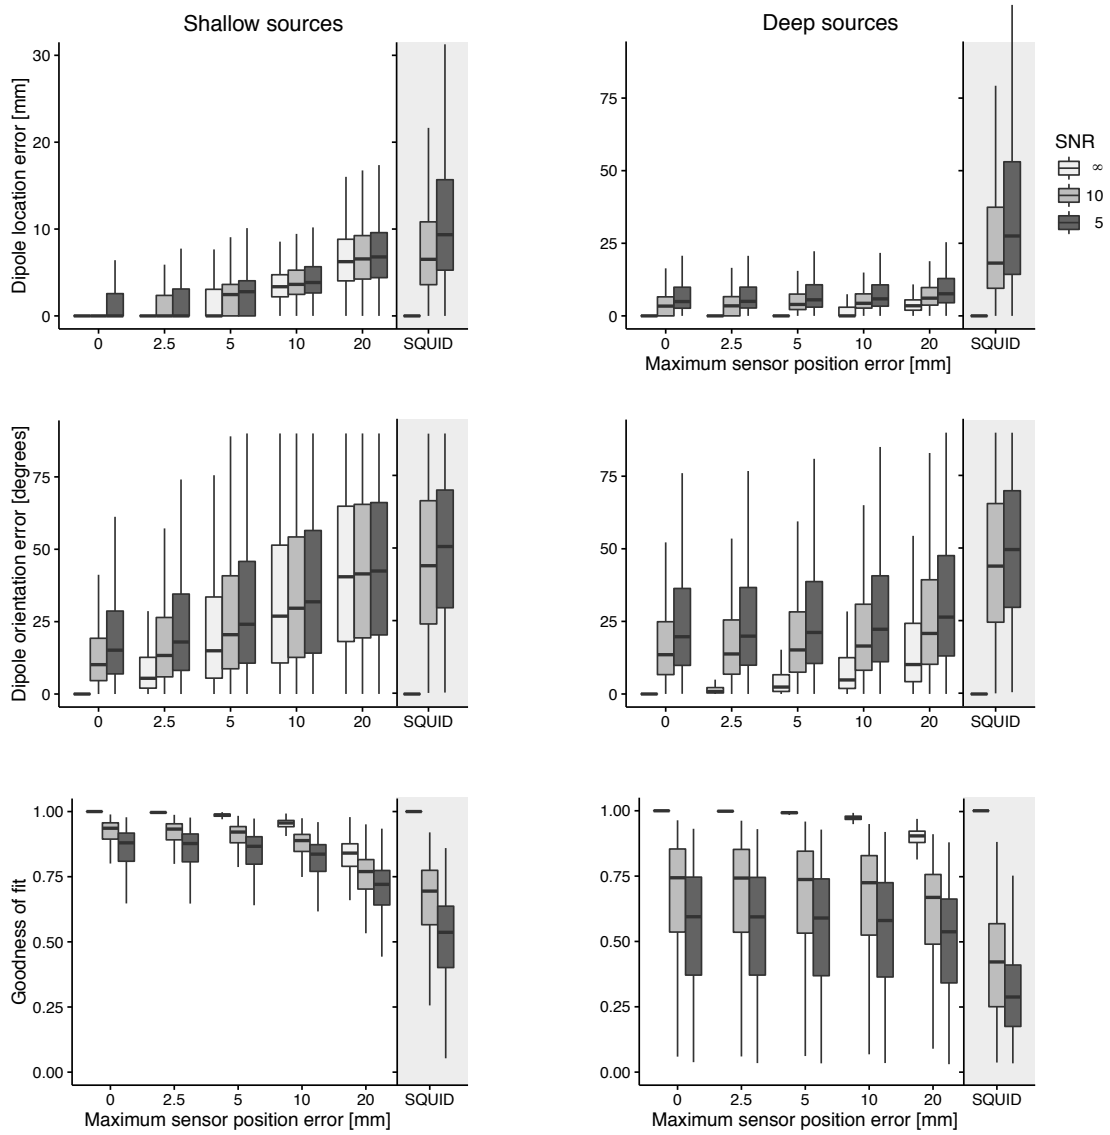 Shallow sources
Deep sources
Dipole location error [mm]
30
20
10
0
0 2.5 5 10 20 SQUID
75
50
25
0
0 2.5 5 10 20 SQUID
Maximum sensor position error [mm]
SNR
∞
10
5
Dipole orientation error [degrees]
75
50
25
0
0 2.5 5 10 20 SQUID
75
50
25
0
0 2.5 5 10 20 SQUID
Goodness of fit
1.00
0.75
0.50
0.25
0.00
0 2.5 5 10 20 SQUID
Maximum sensor position error [mm]
1.00
0.75
0.50
0.25
0.00
0 2.5 5 10 20 SQUID
Maximum sensor position error [mm]